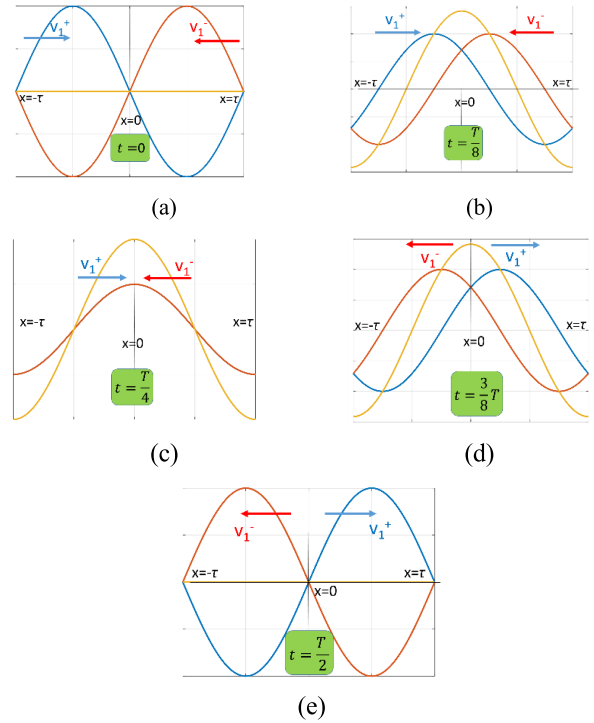 v₁⁺
v₁⁻
x=-τ
x=τ
x=0
t=0
(a)
v₁⁺
v₁⁻
x=-τ
x=τ
x=0
t = T/8
(b)
v₁⁺
v₁⁻
x=-τ
x=τ
x=0
t = T/4
(c)
v₁⁻
v₁⁺
x=-τ
x=τ
x=0
t = 3/8 T
(d)
v₁⁻
v₁⁺
x=-τ
x=τ
x=0
t = T/2
(e)